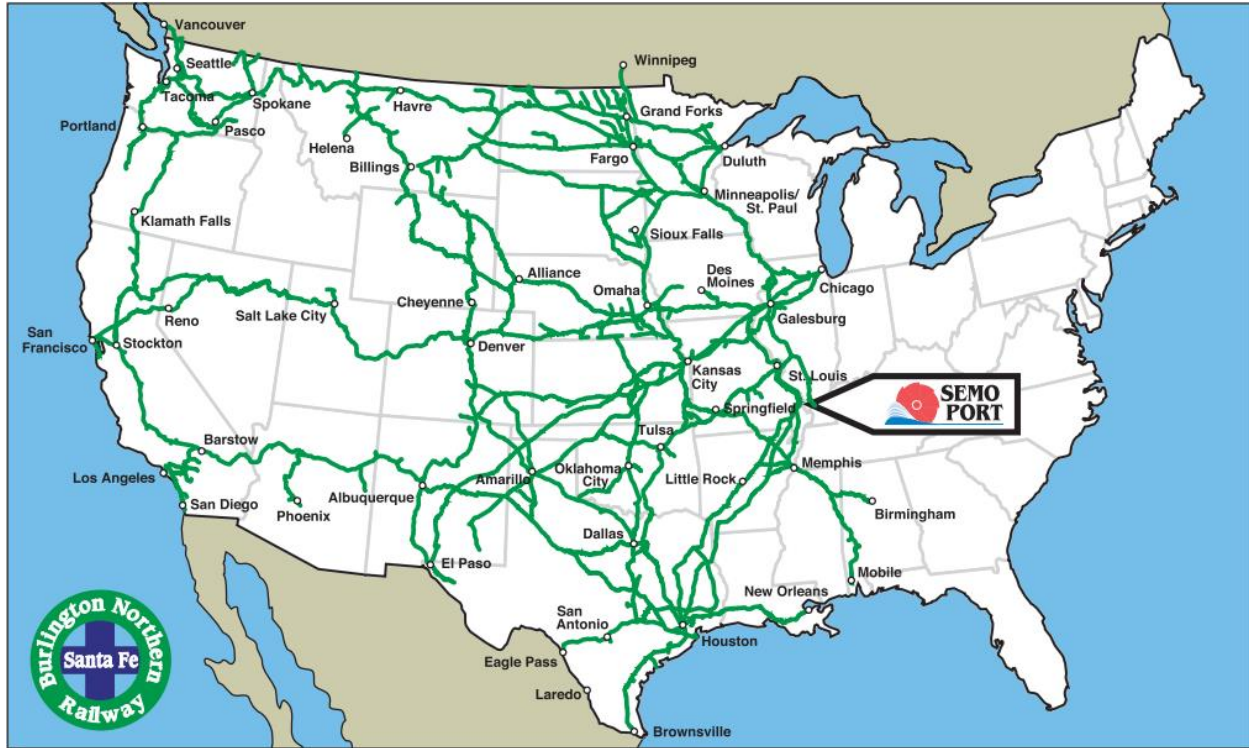 Vancouver
Seattle
Tacoma
Spokane
Portland
Pasco
Helena
Havre
Billings
Winnipeg
Grand Forks
Fargo
Duluth
Minneapolis/
St. Paul
Klamath Falls
Sioux Falls
Alliance
Omaha
Des
Moines
Chicago
Galesburg
Cheyenne
Reno
Salt Lake City
San
Francisco
Stockton
Denver
Kansas
City
St. Louis
SEMO
PORT
Springfield
Tulsa
Barstow
Los Angeles
San Diego
Phoenix
Albuquerque
Amarillo
Oklahoma
City
Little Rock
Memphis
Birmingham
Dallas
El Paso
Mobile
New Orleans
San
Antonio
Houston
Eagle Pass
Laredo
Brownsville
Burlington Northern
Santa Fe
Railway